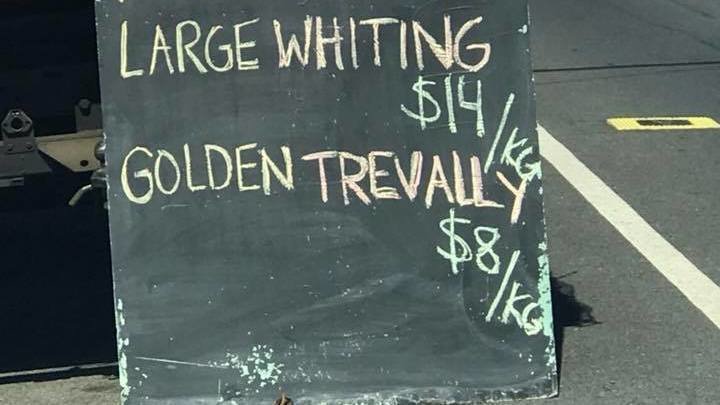 LARGE WHITING
$14/KG
GOLDEN TREVALLY
$8/KG